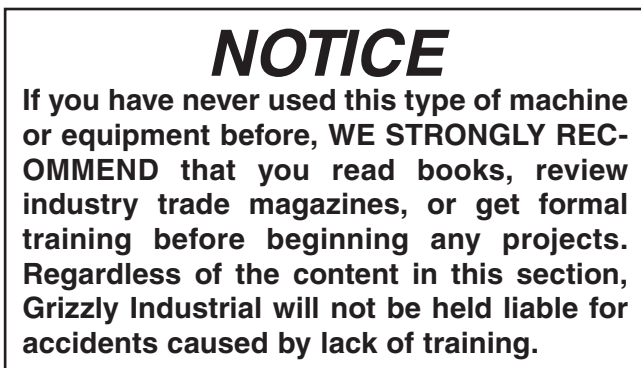 NOTICE
If you have never used this type of machine
or equipment before, WE STRONGLY REC-
OMMEND that you read books, review
industry trade magazines, or get formal
training before beginning any projects.
Regardless of the content in this section,
Grizzly Industrial will not be held liable for
accidents caused by lack of training.